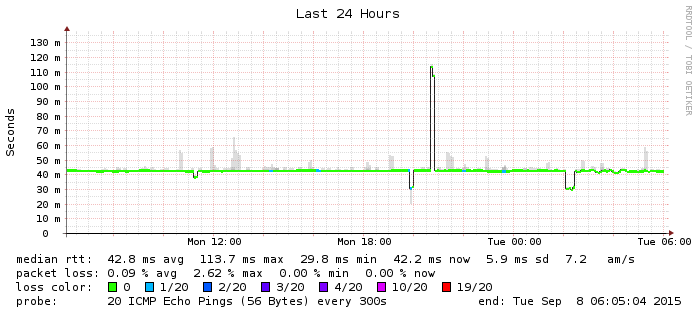 Last 24 Hours
RRDTOOL / TOBI OETIKER
Seconds
130 m
120 m
110 m
100 m
90 m
80 m
70 m
60 m
50 m
40 m
30 m
20 m
10 m
0
Mon 12:00 Mon 18:00 Tue 00:00 Tue 06:00
median rtt: 42.8 ms avg 113.7 ms max 29.8 ms min 42.2 ms now 5.9 ms sd 7.2 am/s
packet loss: 0.09 % avg 2.62 % max 0.00 % min 0.00 % now
loss color: 0 1/20 2/20 3/20 4/20 10/20 19/20
probe: 20 ICMP Echo Pings (56 Bytes) every 300s end: Tue Sep 8 06:05:04 2015